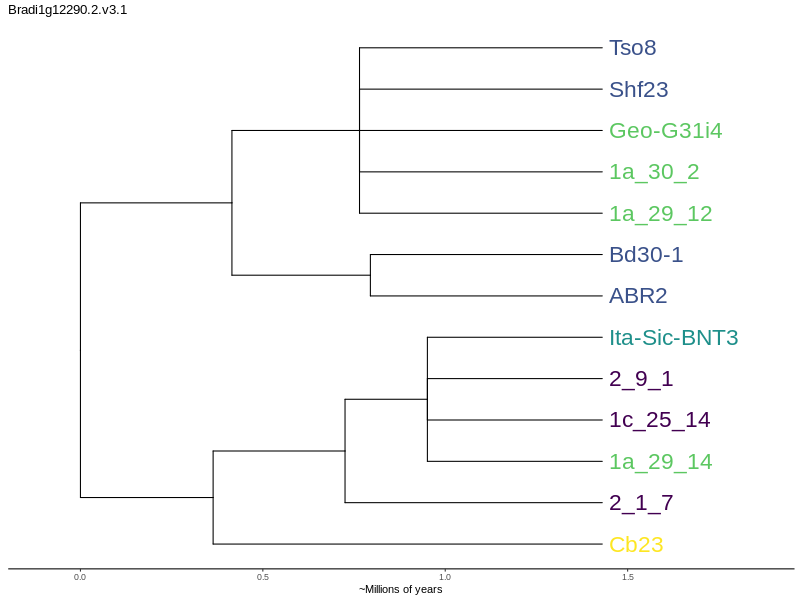 Bradi1g12290.2.v3.1
Tso8
Shf23
Geo-G31i4
1a_30_2
1a_29_12
Bd30-1
ABR2
Ita-Sic-BNT3
2_9_1
1c_25_14
1a_29_14
2_1_7
Cb23
0.0 0.5 1.0 1.5
~Millions of years